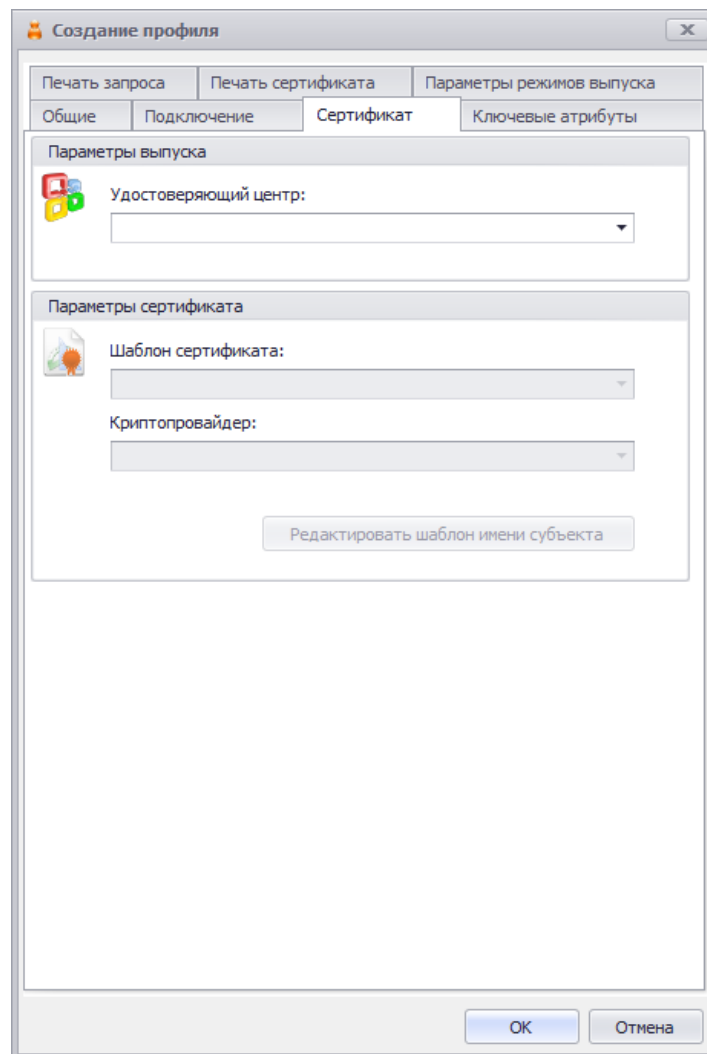 Создание профиля
Печать запроса
Печать сертификата
Параметры режимов выпуска
Общие
Подключение
Сертификат
Ключевые атрибуты
Параметры выпуска
Удостоверяющий центр:
Параметры сертификата
Шаблон сертификата:
Криптопровайдер:
Редактировать шаблон имени субъекта
ОК
Отмена